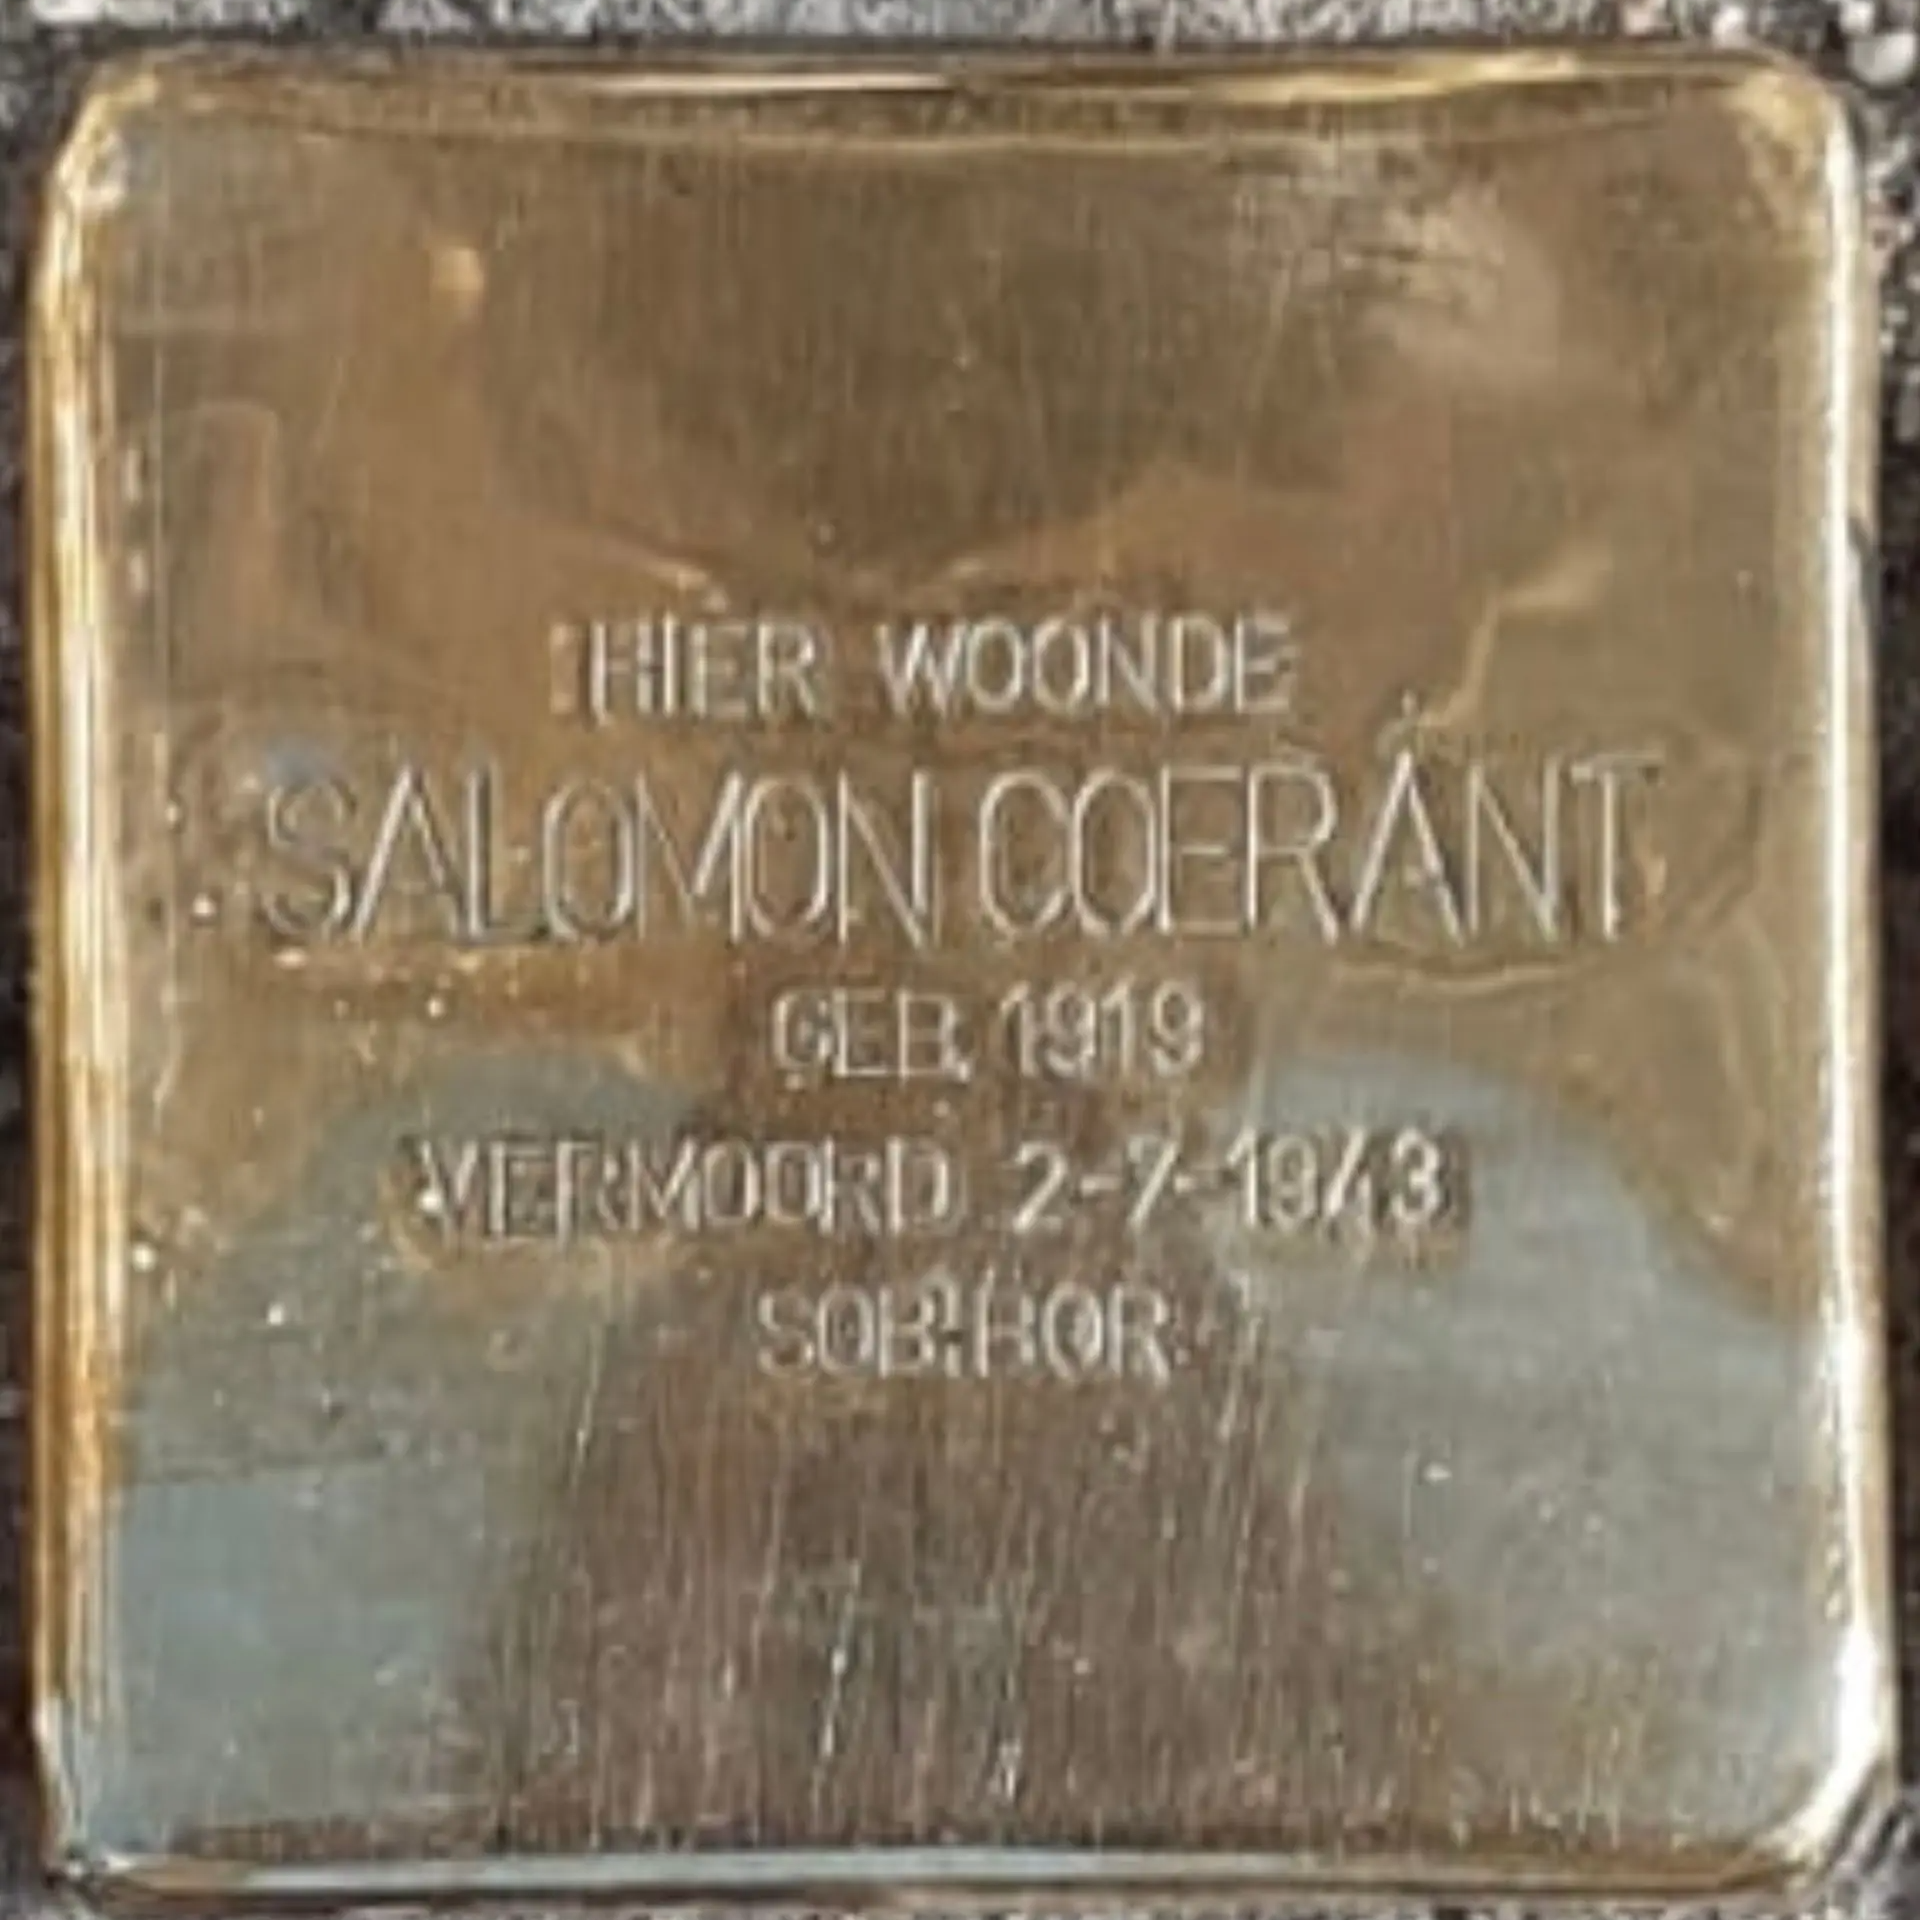 HIER WOONDE
SALOMON COERANT
GEB. 1919
VERMOORD 2-7-1943
SOBIBOR